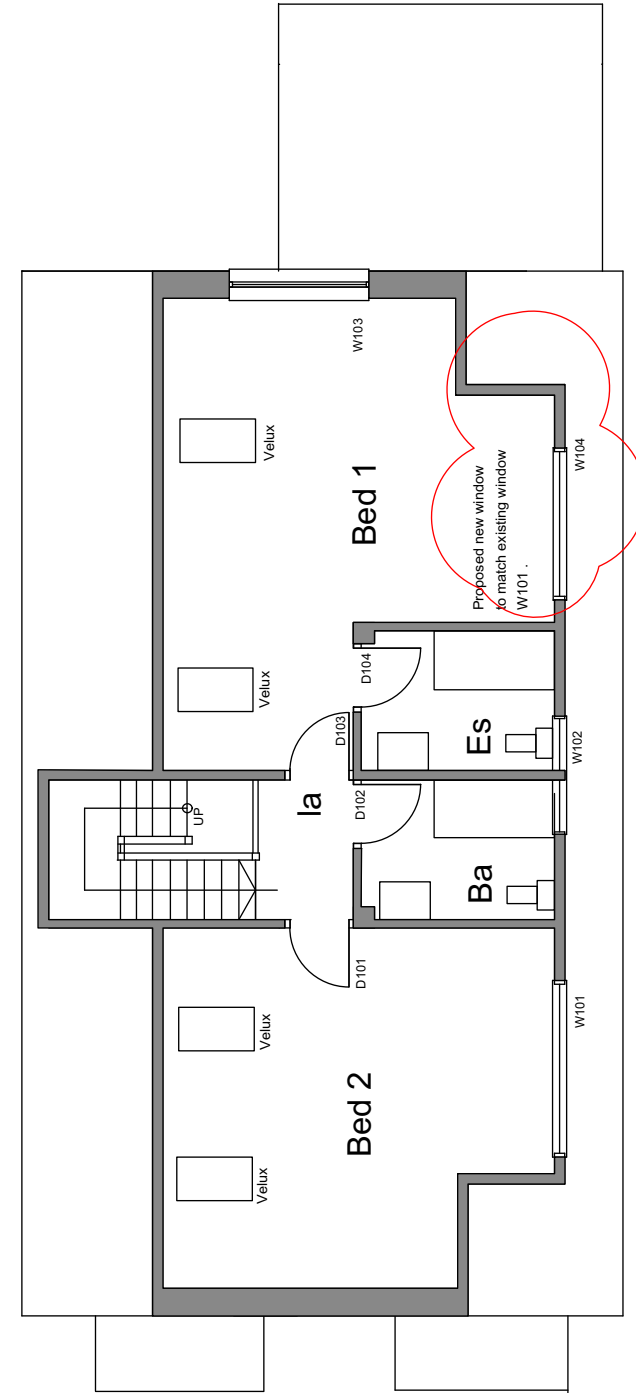 Velux
Velux
UP
Velux
Velux
Bed 2
Bed 1
la
D101
D102
D103
D104
W103
Ba
Es
Proposed new window
to match existing window
W101 .
W101
W102
W104